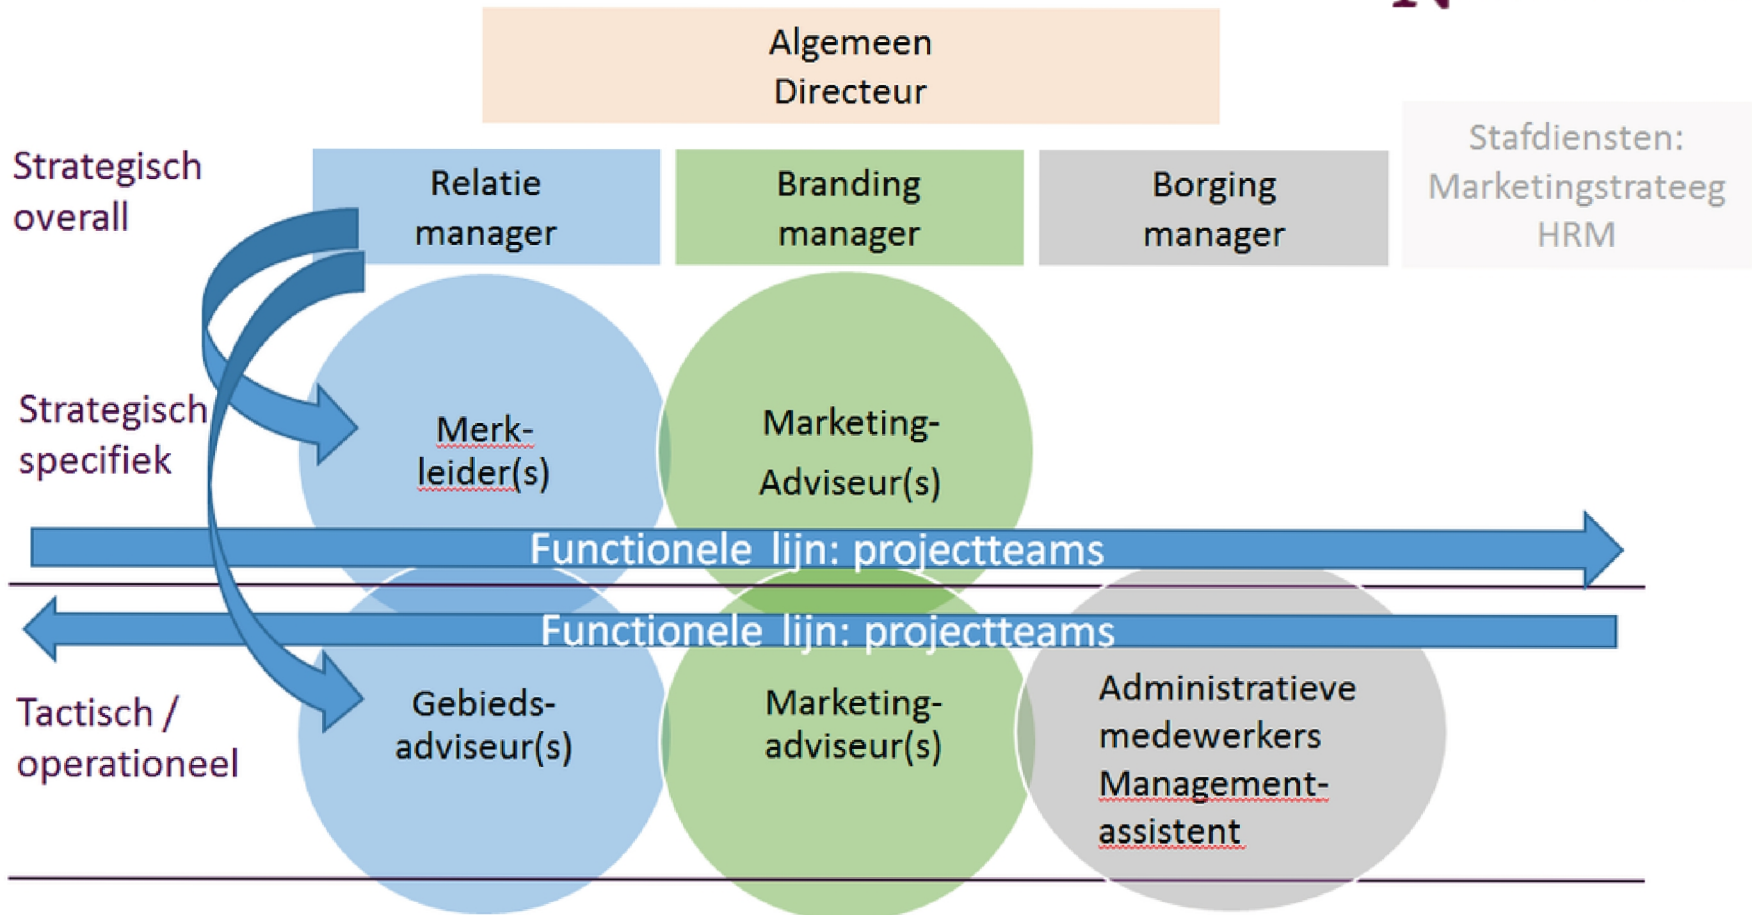 Algemeen
Directeur
Stafdiensten:
Marketingstrateeg
HRM
Strategisch
overall
Relatie
manager
Branding
manager
Borging
manager
Strategisch
specifiek
Merk-
leider(s)
Marketing-
Adviseur(s)
Functionele lijn: projectteams
Functionele lijn: projectteams
Tactisch /
operationeel
Gebieds-
adviseur(s)
Marketing-
adviseur(s)
Administratieve
medewerkers
Management-
assistent